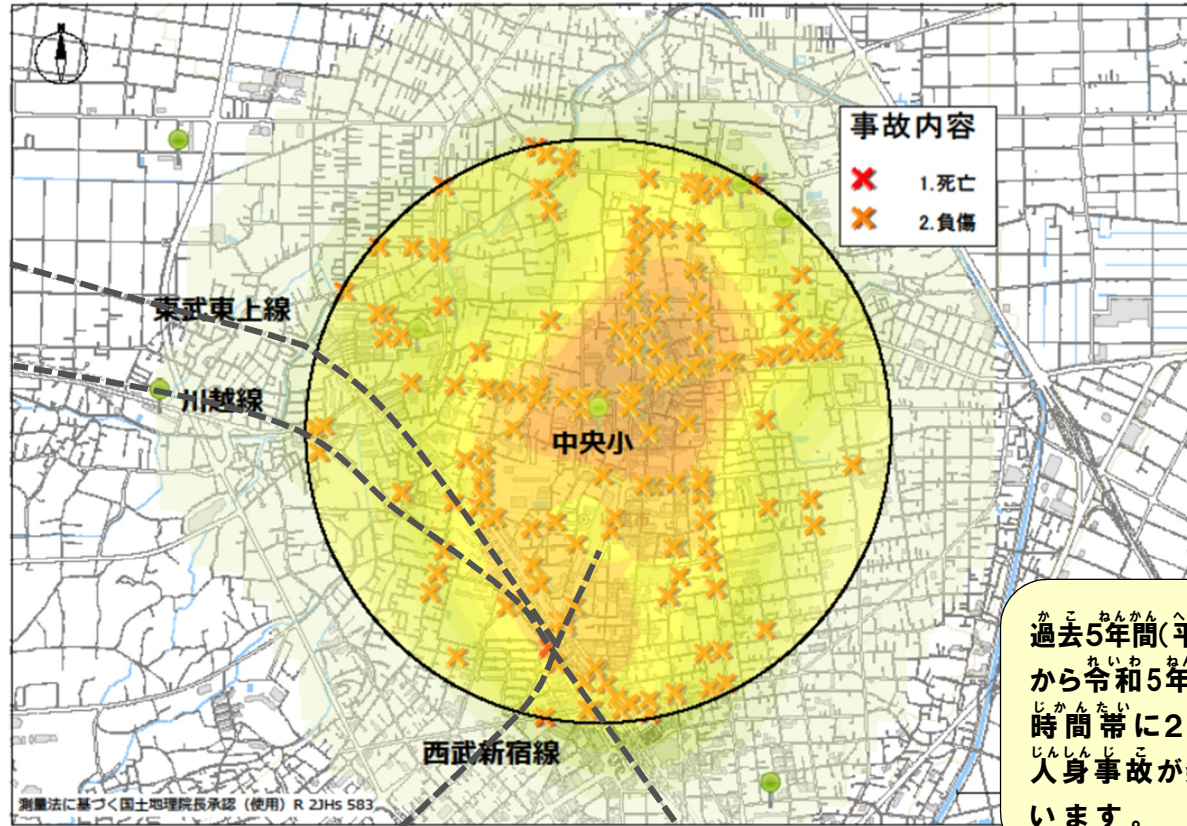 N
事故内容
1.死亡
2.負傷
東武東上線
川越線
中央小
西武新宿線
過去5年間(平
から令和5年
時間帯に2
人身事故が
います。
測量法に基づく国土地理院長承認（使用）R 2JHs 583